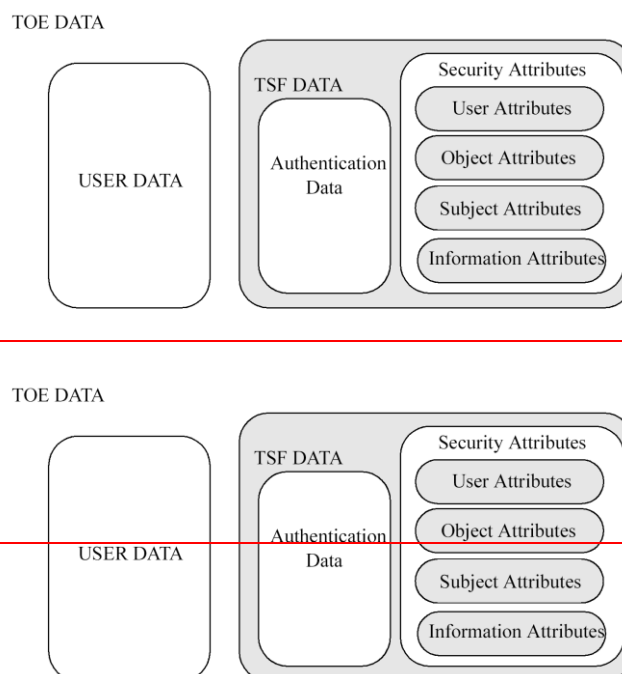 TOE DATA
TSF DATA
Security Attributes
User Attributes
USER DATA
Authentication
Data
Object Attributes
Subject Attributes
Information Attributes
TOE DATA
TSF DATA
Security Attributes
User Attributes
USER DATA
Authentication
Data
Object Attributes
Subject Attributes
Information Attributes